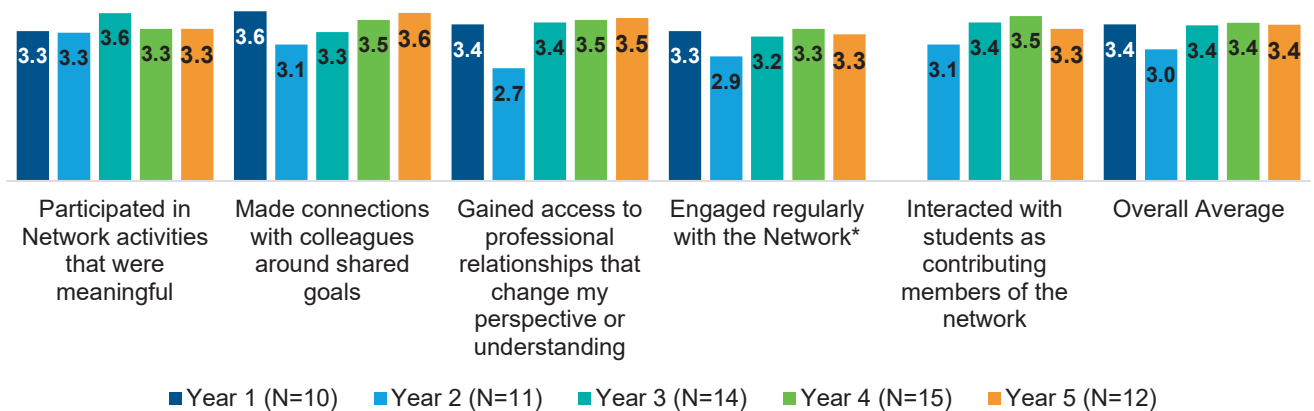 3.3 3.3 3.6 3.3 3.3
3.6 3.1 3.3 3.5 3.6
3.4 2.7 3.4 3.5 3.5
3.3 2.9 3.2 3.3 3.3
3.1 3.4 3.5 3.3
3.4 3.0 3.4 3.4 3.4
Participated in
Network activities
that were
meaningful
Made connections
with colleagues
around shared
goals
Gained access to
professional
relationships that
change my
perspective or
understanding
Engaged regularly
with the Network*
Interacted with
students as
contributing
members of the
network
Overall Average
Year 1 (N=10) Year 2 (N=11) Year 3 (N=14) Year 4 (N=15) Year 5 (N=12)